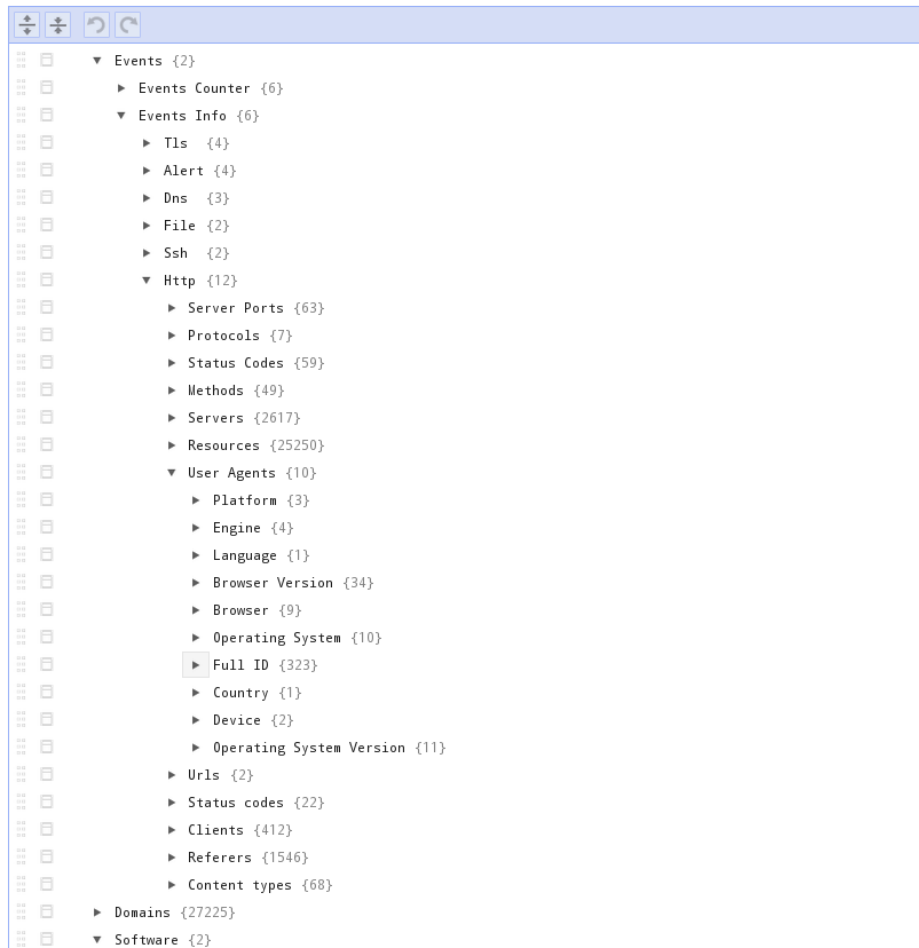 Events {2}
Events Counter {6}
Events Info {6}
Tls {4}
Alert {4}
Dns {3}
File {2}
Ssh {2}
Http {12}
Server Ports {63}
Protocols {7}
Status Codes {59}
Methods {49}
Servers {2617}
Resources {25250}
User Agents {10}
Platform {3}
Engine {4}
Language {1}
Browser Version {34}
Browser {9}
Operating System {10}
Full ID {323}
Country {1}
Device {2}
Operating System Version {11}
Urls {2}
Status codes {22}
Clients {412}
Referers {1546}
Content types {68}
Domains {27225}
Software {2}